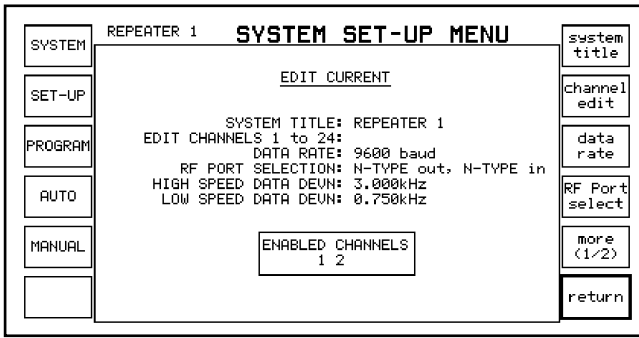 REPEATER 1 SYSTEM SET-UP MENU
SYSTEM
SET-UP
PROGRAM
AUTO
MANUAL
EDIT CURRENT
SYSTEM TITLE: REPEATER 1
EDIT CHANNELS 1 to 24:
DATA RATE: 9600 baud
RF PORT SELECTION: N-TYPE out, N-TYPE in
HIGH SPEED DATA DEVN: 3.000kHz
LOW SPEED DATA DEVN: 0.750kHz
ENABLED CHANNELS
1 2
system
title
channel
edit
data
rate
RF Port
select
more
(1/2)
return